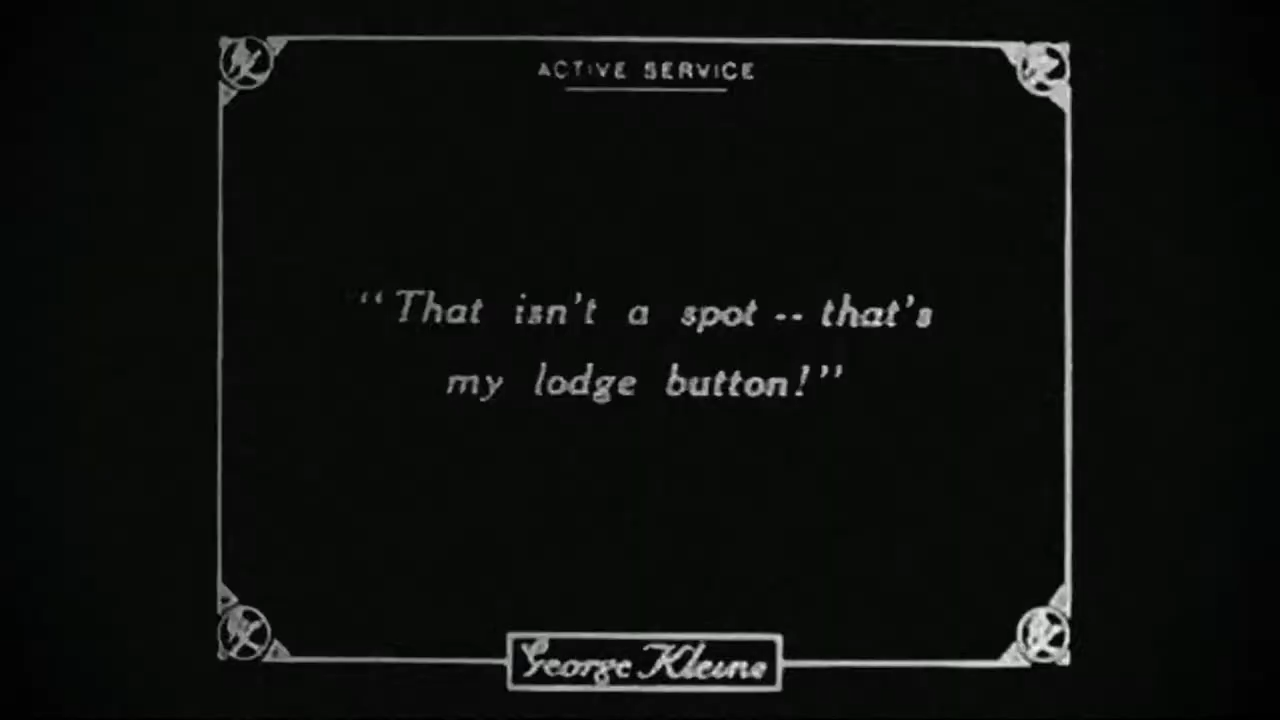 ACTIVE SERVICE
"That isn't a spot -- that's
my lodge button!"
George Kleine